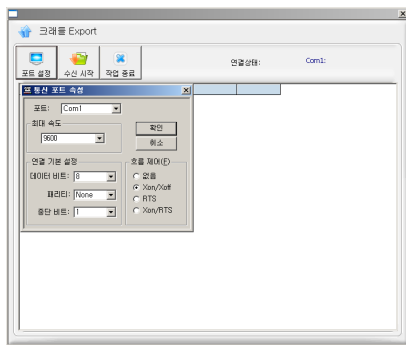 크래들 Export
포트 설정
수신 시작
작업 종료
연결상태:
Com1:
통신 포트 속성
포트: Com1
최대 속도
9600
확인
취소
연결 기본 설정
데이터 비트: 8
패리티: None
중단 비트: 1
흐름 제어(F)
없음
Xon/Xoff
RTS
Xon/RTS